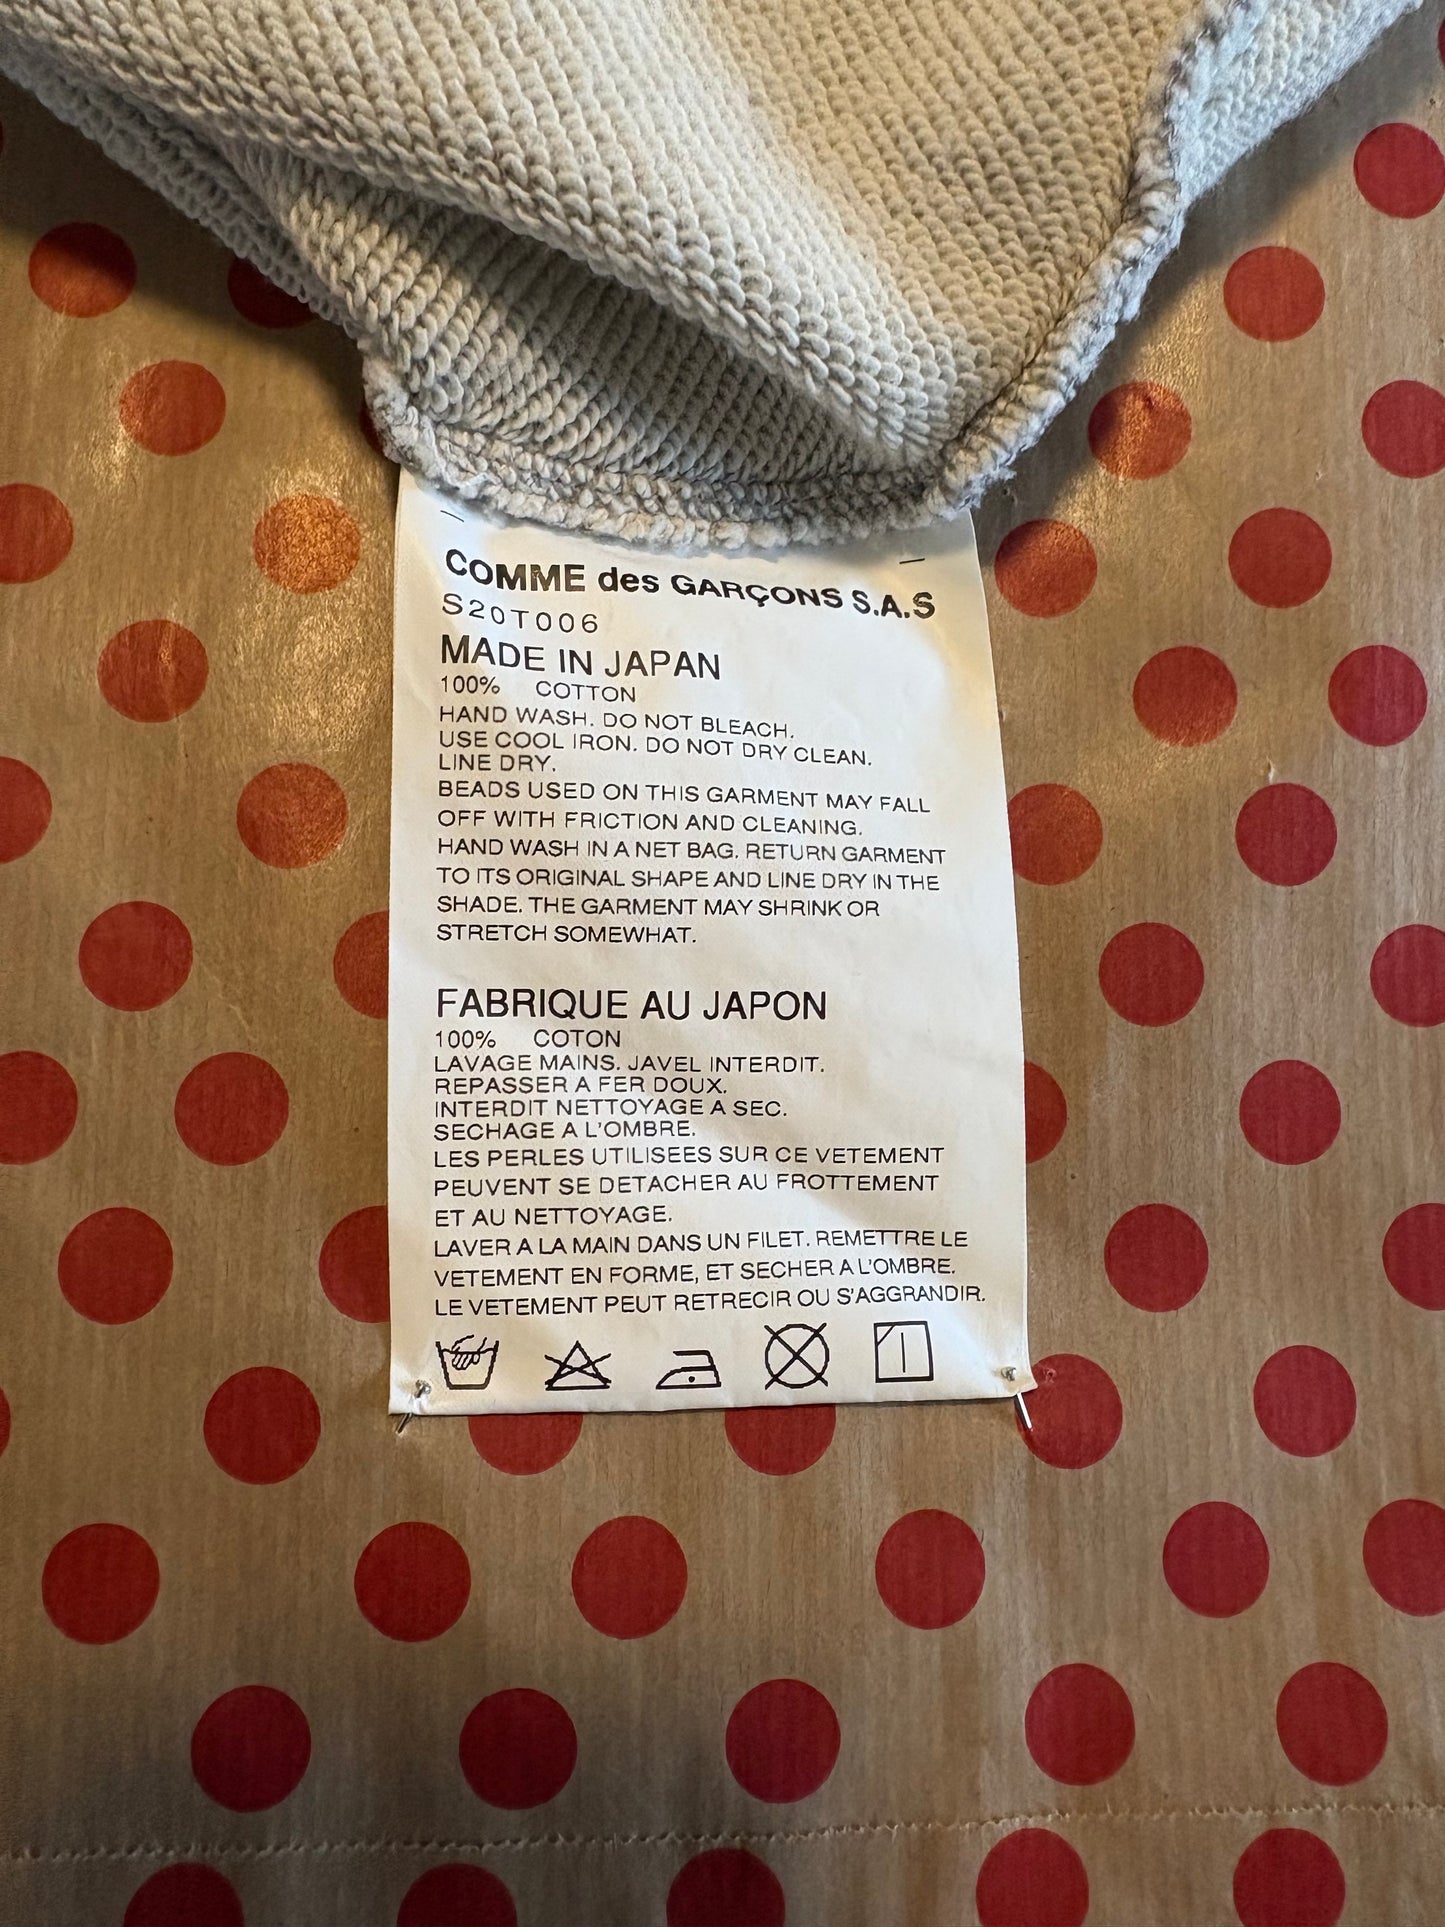 COMME des GARÇONS S.A.S
S20T006
MADE IN JAPAN
100% COTTON
HAND WASH. DO NOT BLEACH.
USE COOL IRON. DO NOT DRY CLEAN.
LINE DRY.
BEADS USED ON THIS GARMENT MAY FALL
OFF WITH FRICTION AND CLEANING.
HAND WASH IN A NET BAG. RETURN GARMENT
TO ITS ORIGINAL SHAPE AND LINE DRY IN THE
SHADE. THE GARMENT MAY SHRINK OR
STRETCH SOMEWHAT.
FABRIQUE AU JAPON
100% COTON
LAVAGE MAINS. JAVEL INTERDIT.
REPASSER A FER DOUX.
INTERDIT NETTOYAGE A SEC.
SECHAGE A L'OMBRE.
LES PERLES UTILISEES SUR CE VETEMENT
PEUVENT SE DETACHER AU FROTTEMENT
ET AU NETTOYAGE.
LAVER A LA MAIN DANS UN FILET. REMETTRE LE
VETEMENT EN FORME, ET SECHER A L'OMBRE.
LE VETEMENT PEUT RETRECIR OU S'AGGRANDIR.